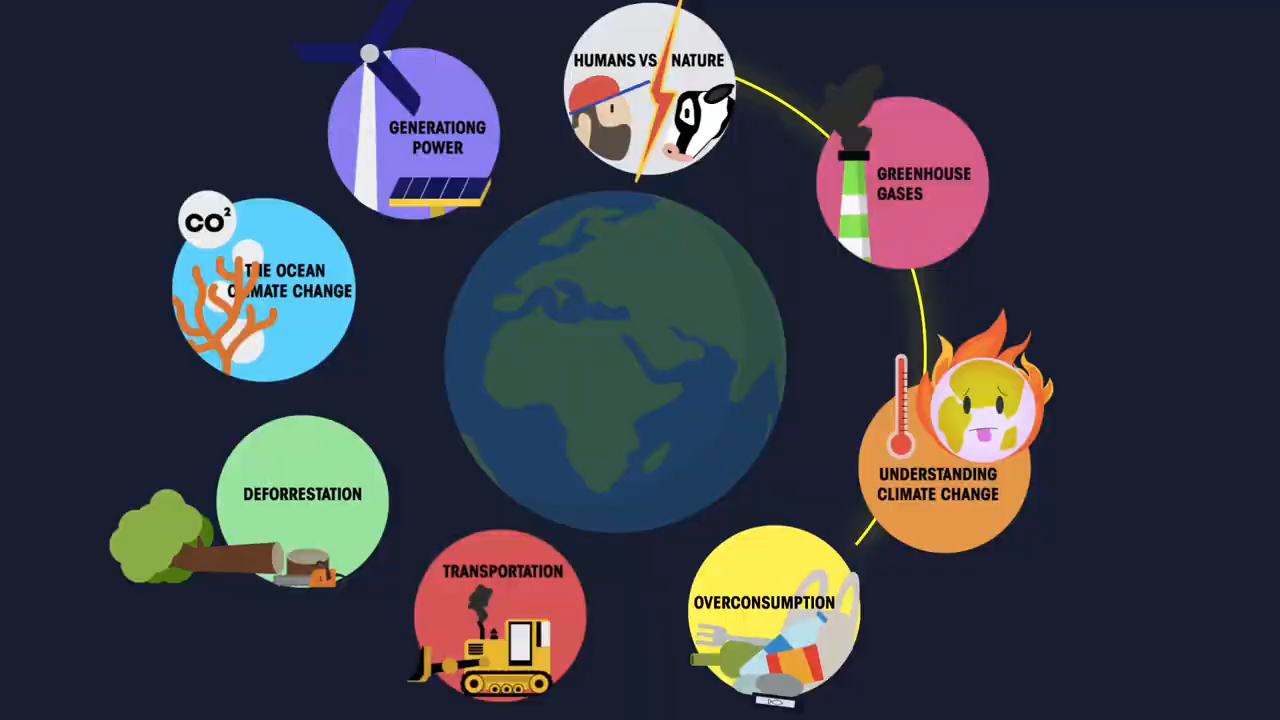 HUMANS VS NATURE
GREENHOUSE
GASES
UNDERSTANDING
CLIMATE CHANGE
OVERCONSUMPTION
TRANSPORTATION
DEFORRESTATION
CO²
THE OCEAN
CLIMATE CHANGE
GENERATIONG
POWER